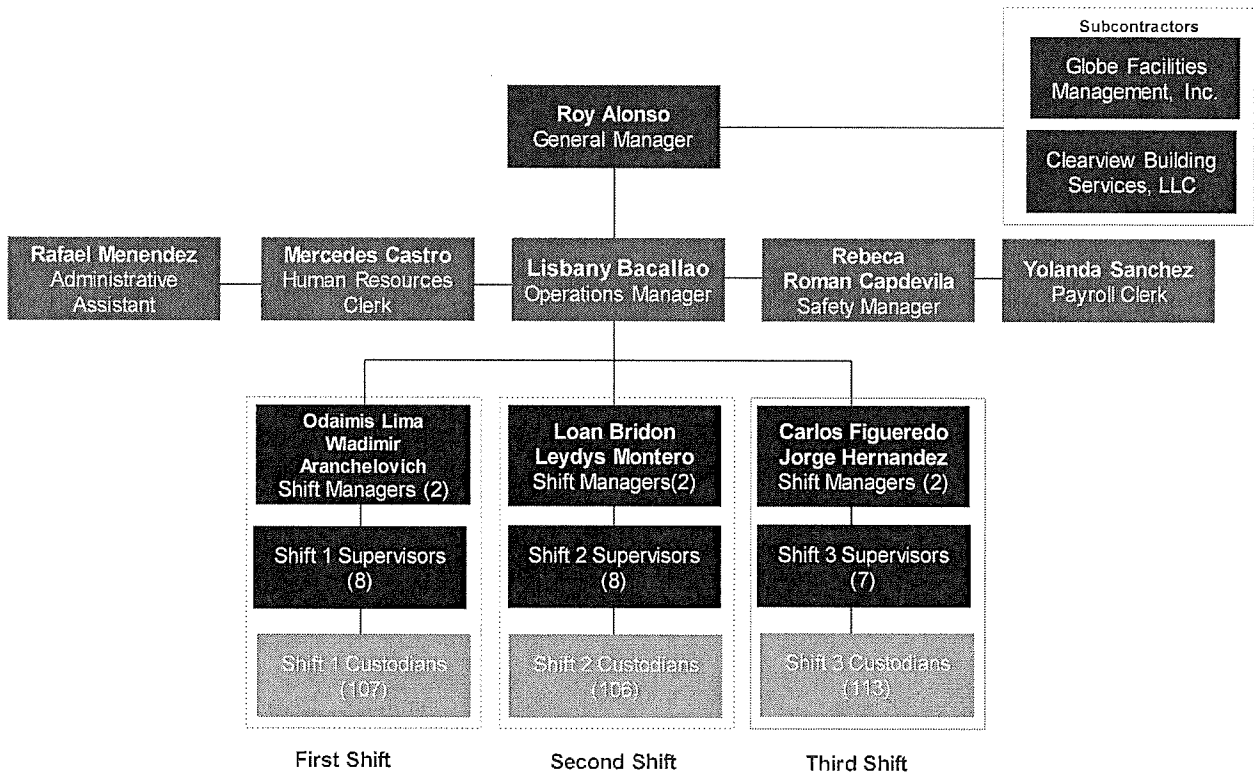 Subcontractors
Globe Facilities
Management, Inc.
Clearview Building
Services, LLC
Roy Alonso
General Manager
Rafael Menendez
Administrative
Assistant
Mercedes Castro
Human Resources
Clerk
Lisbany Bacallao
Operations Manager
Rebeca
Roman Capdevila
Safety Manager
Yolanda Sanchez
Payroll Clerk
Odaimis Lima
Wladimir
Aranchelovich
Shift Managers (2)
Loan Bridon
Leydys Montero
Shift Managers(2)
Carlos Figueredo
Jorge Hernandez
Shift Managers (2)
Shift 1 Supervisors
(8)
Shift 2 Supervisors
(8)
Shift 3 Supervisors
(7)
Shift 1 Custodians
(107)
Shift 2 Custodians
(106)
Shift 3 Custodians
(113)
First Shift
Second Shift
Third Shift